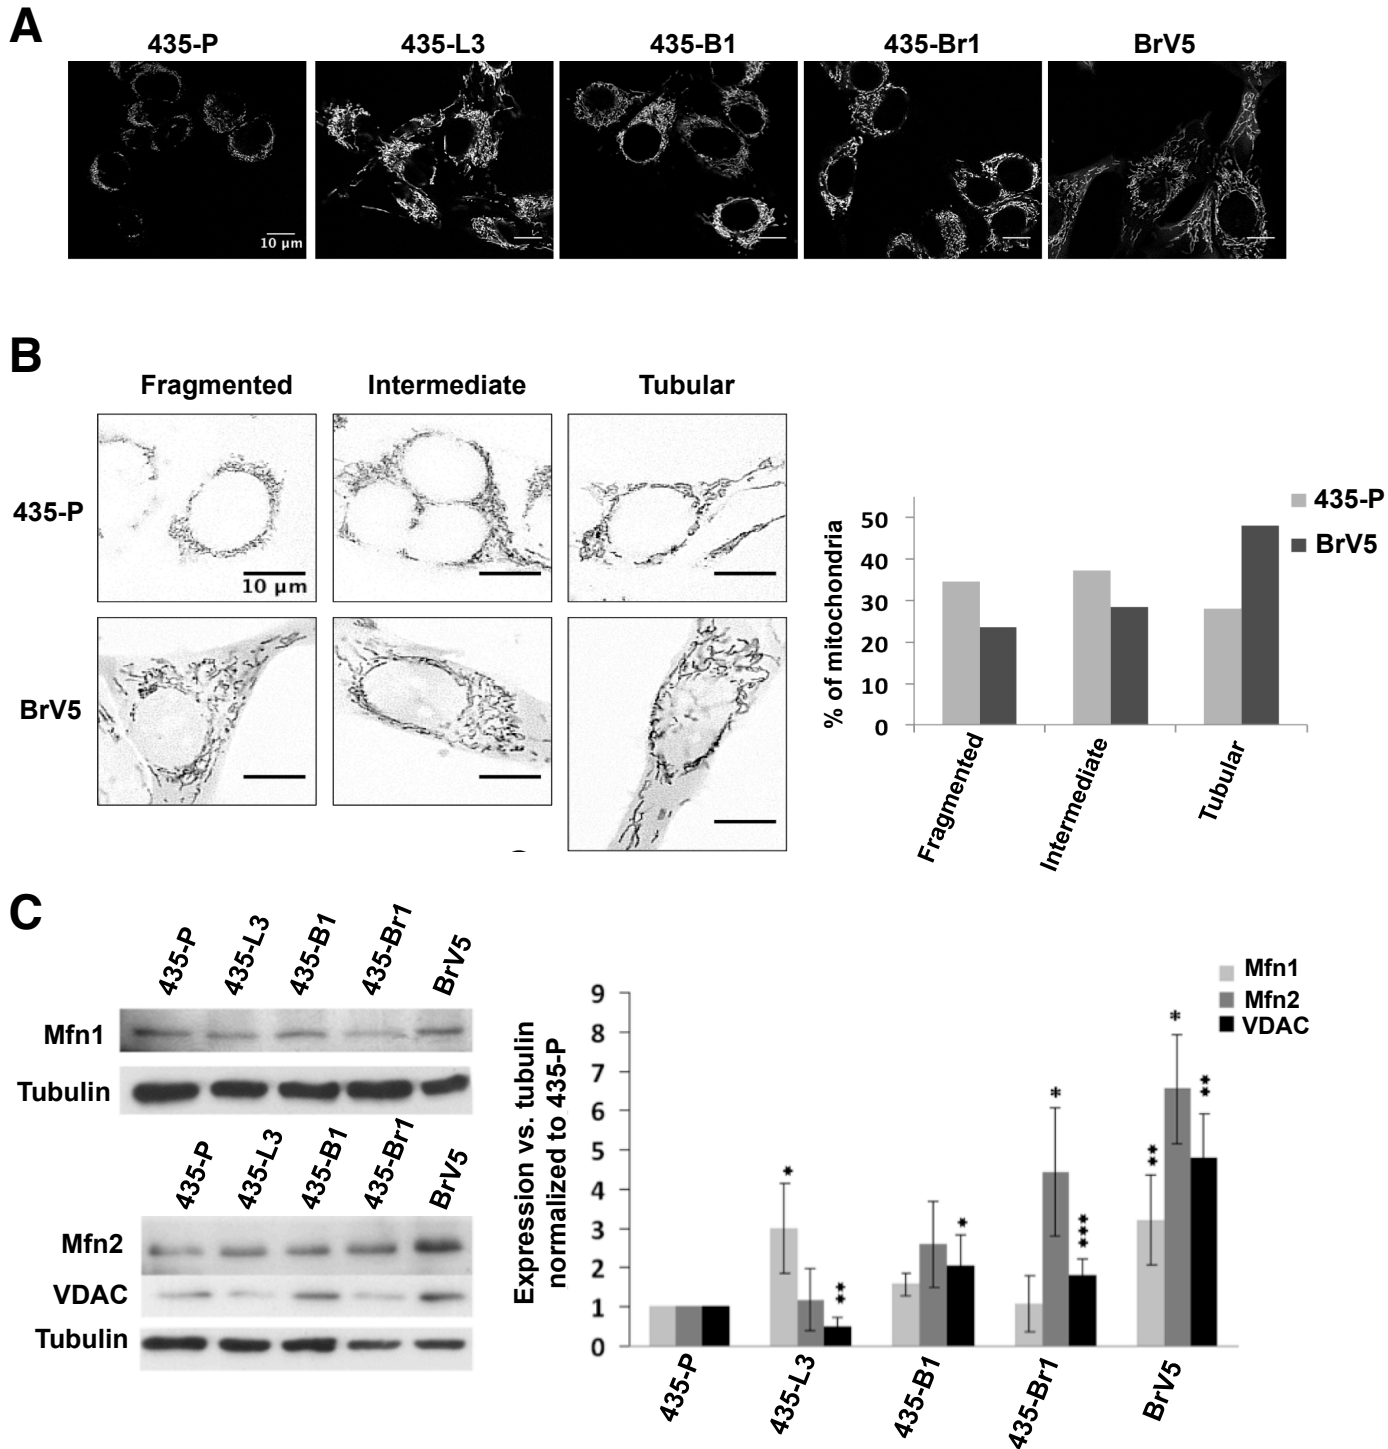 A
435-P
435-L3
435-B1
435-Br1
BrV5
10 µm
B
Fragmented
Intermediate
Tubular
435-P
10 µm
BrV5
% of mitochondria
50
40
30
20
10
0
Fragmented
Intermediate
Tubular
435-P
BrV5
C
435-P
435-L3
435-B1
435-Br1
BrV5
Mfn1
Tubulin
435-P
435-L3
435-B1
435-Br1
BrV5
Mfn2
VDAC
Tubulin
Expression vs. tubulin
normalized to 435-P
9
8
7
6
5
4
3
2
1
0
*
**
*
*
***
**
*
**
435-P
435-L3
435-B1
435-Br1
BrV5
Mfn1
Mfn2
VDAC